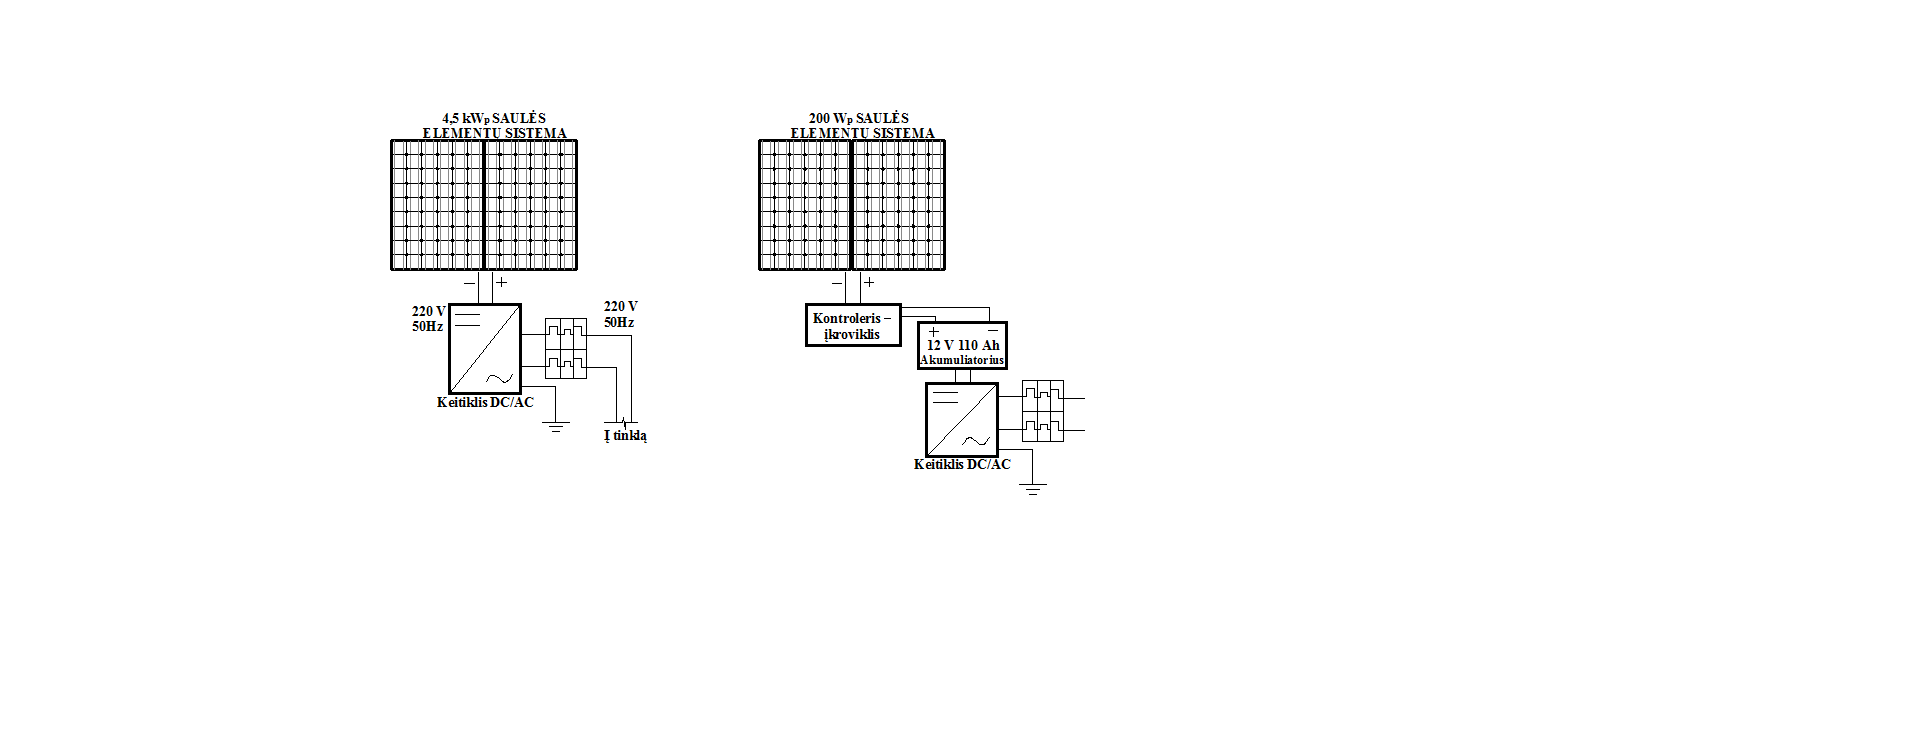 4,5 kWp SAULĖS
ELEMENTŲ SISTEMA
220 V
50Hz
220 V
50Hz
Keitiklis DC/AC
Į tinklą
200 Wp SAULĖS
ELEMENTŲ SISTEMA
Kontroleris –
įkroviklis
12 V 110 Ah
Akumuliatorius
Keitiklis DC/AC